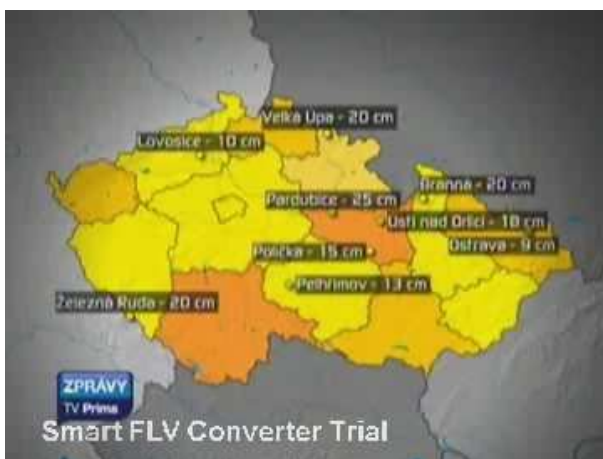 Velká Úpa - 20 cm
Lovosice - 10 cm
Branná - 20 cm
Pardubice - 25 cm
Ústí nad Orlicí - 10 cm
Ostrava - 9 cm
Polička - 15 cm
Pelhřimov - 13 cm
Železná Ruda - 20 cm
ZPRÁVY
TV Prima
Smart FLV Converter Trial